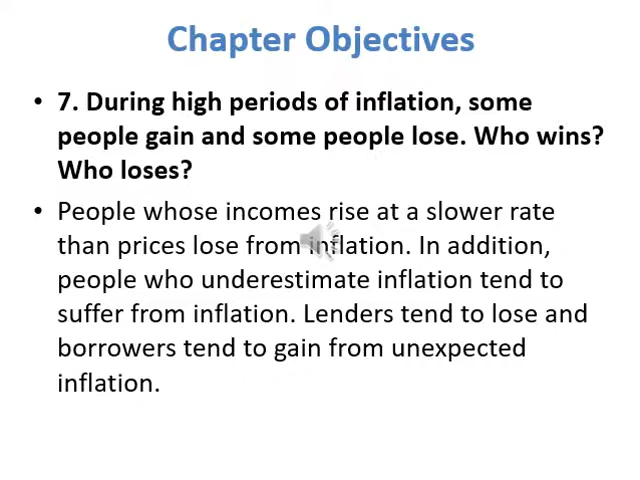 Chapter Objectives
• 7. During high periods of inflation, some
people gain and some people lose. Who wins?
Who loses?
• People whose incomes rise at a slower rate
than prices lose from inflation. In addition,
people who underestimate inflation tend to
suffer from inflation. Lenders tend to lose and
borrowers tend to gain from unexpected
inflation.